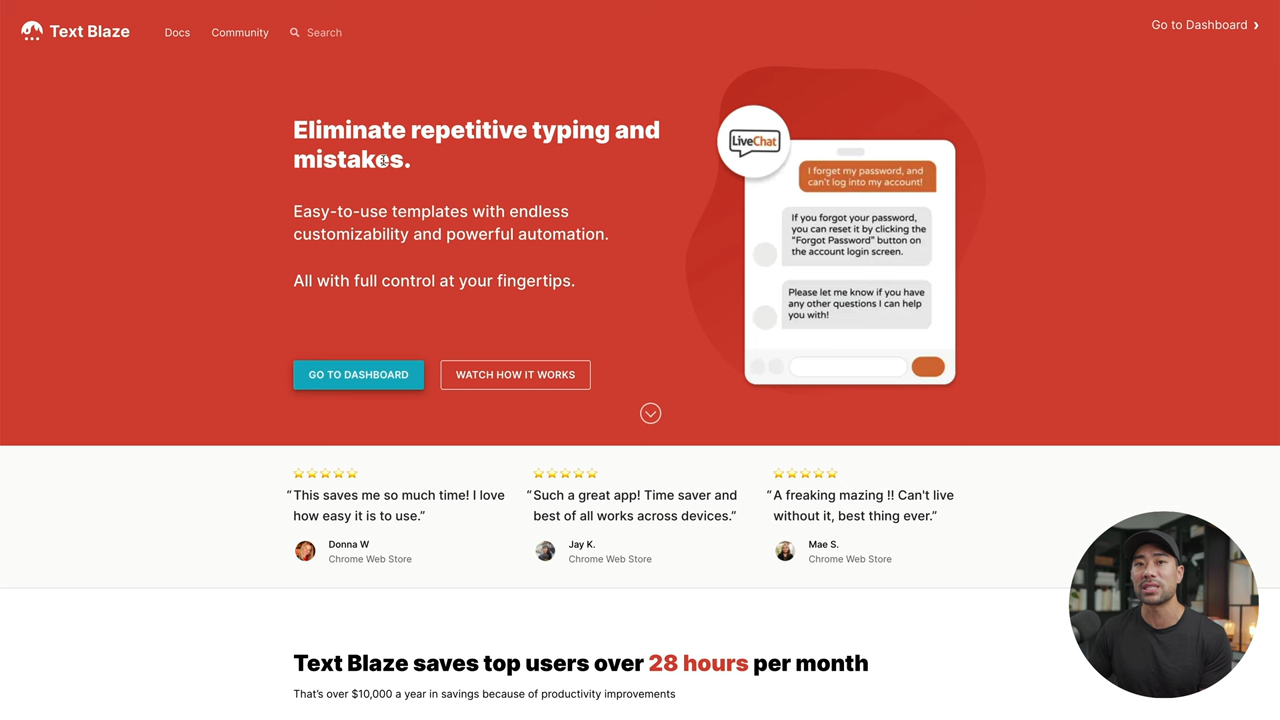 Text Blaze
Docs
Community
Search
Go to Dashboard
Eliminate repetitive typing and
mistakes.
Easy-to-use templates with endless
customizability and powerful automation.
All with full control at your fingertips.
GO TO DASHBOARD
WATCH HOW IT WORKS
LiveChat
I forget my password, and
can't log into my account!
If you forgot your password,
you can reset it by clicking the
"Forgot Password" button on
the account login screen.
Please let me know if you have
any other questions I can help
you with!
“This saves me so much time! I love
how easy it is to use.”
Donna W
Chrome Web Store
“Such a great app! Time saver and
best of all works across devices.”
Jay K.
Chrome Web Store
“A freaking mazing !! Can't live
without it, best thing ever.”
Mae S.
Chrome Web Store
Text Blaze saves top users over 28 hours per month
That's over $10,000 a year in savings because of productivity improvements